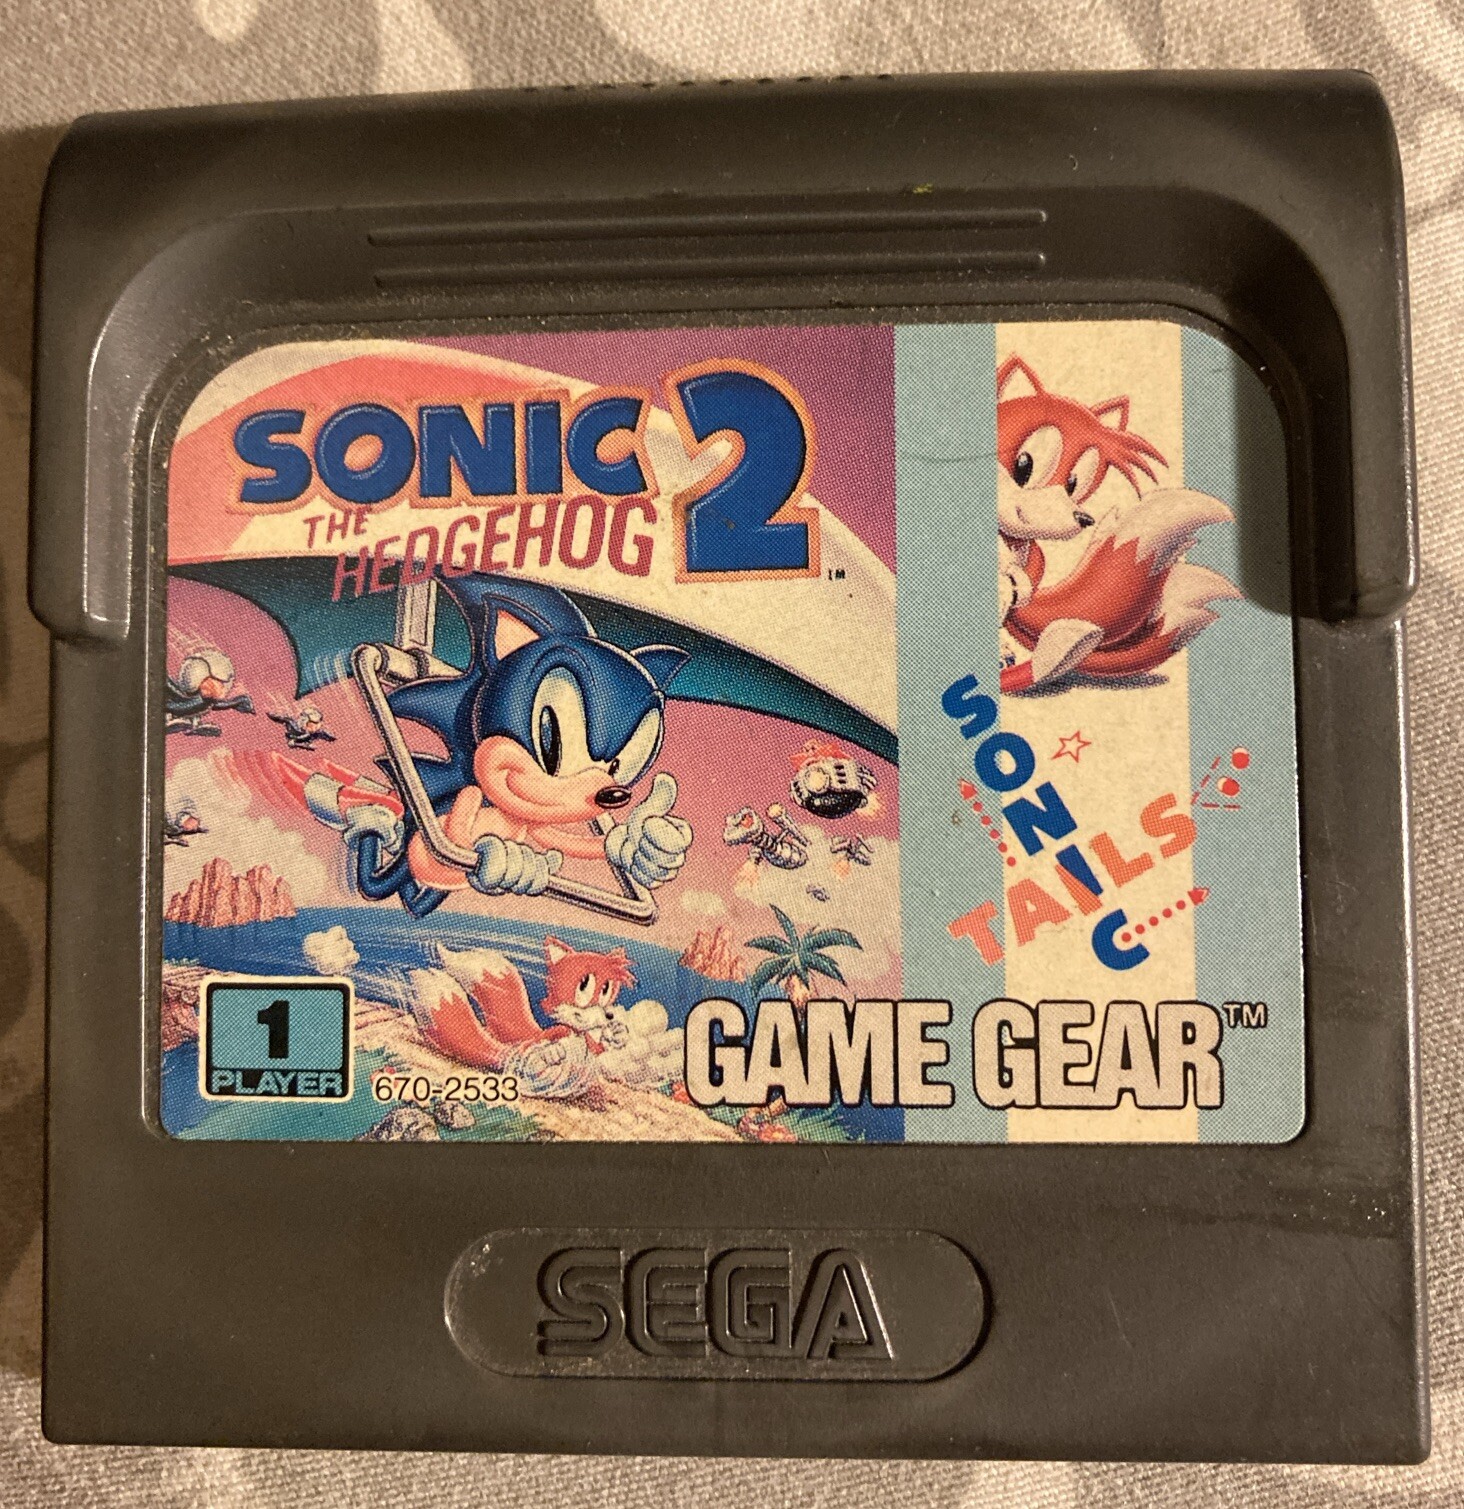 SONIC 2
THE
HEDGEHOG
TM
SONIC
TAILS
1
PLAYER
670-2533
GAME GEAR™
SEGA